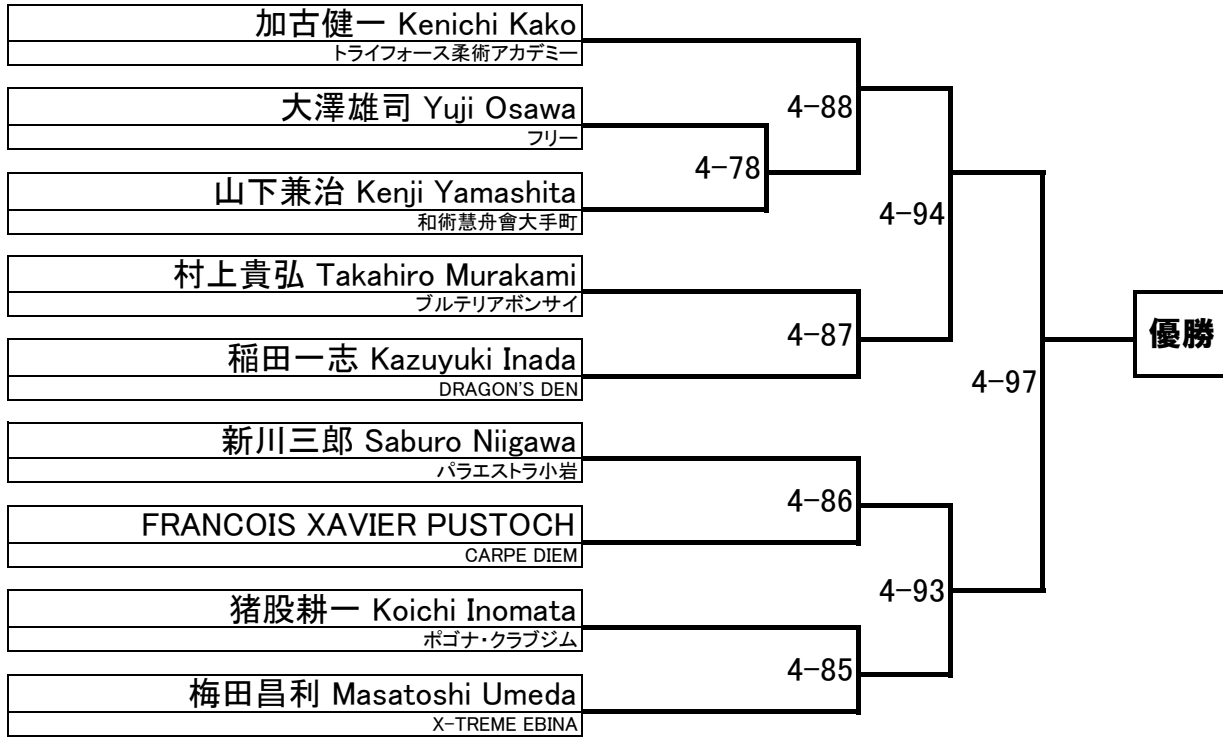 加古健一 Kenichi Kako
トライフォース柔術アカデミー
大澤雄司 Yuji Osawa
フリー
山下兼治 Kenji Yamashita
和術慧舟會大手町
村上貴弘 Takahiro Murakami
ブルテリアボンサイ
稲田一志 Kazuyuki Inada
DRAGON'S DEN
新川三郎 Saburo Niigawa
パラエストラ小岩
FRANCOIS XAVIER PUSTOCH
CARPE DIEM
猪股耕一 Koichi Inomata
ポゴナ・クラブジム
梅田昌利 Masatoshi Umeda
X-TREME EBINA
4-78
4-88
4-87
4-86
4-85
4-94
4-93
4-97
優勝